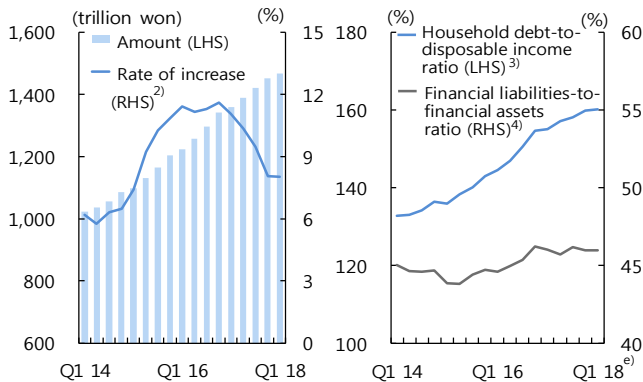 (trillion won) (%)
1,600 15
Amount (LHS)
Rate of increase
(RHS)2)
1,400 12
1,200 9
1,000 6
800 3
600 0
Q1 14 Q1 16 Q1 18
(%) (%)
180 60
Household debt-to-
disposable income
ratio (LHS)3)
Financial liabilities-to-
financial assets
ratio (RHS)4)
160 55
140 50
120 45
100 40
Q1 14 Q1 16 Q1 18e)